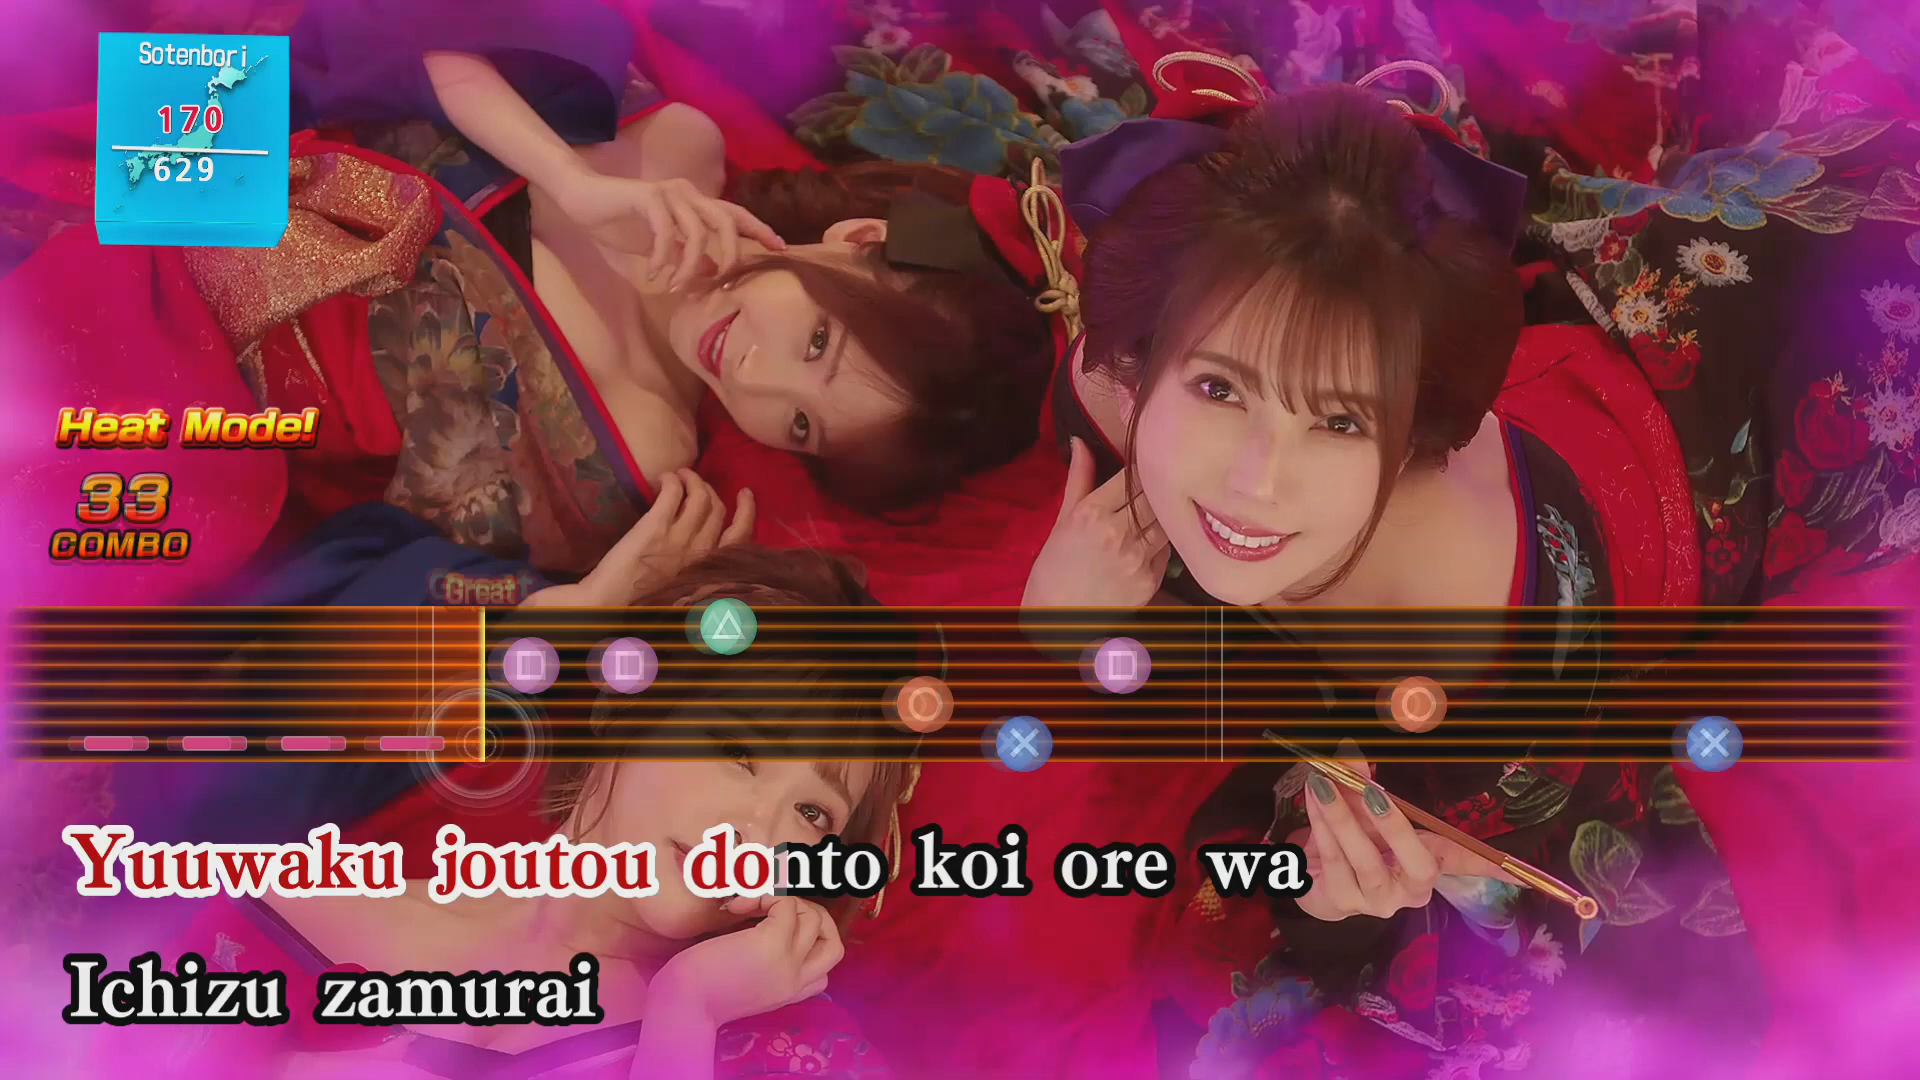 Sotenbori
170
629
Heat Mode!
33
COMBO
Great
Yuuwaku joutou donto koi ore wa
Ichizu zamurai